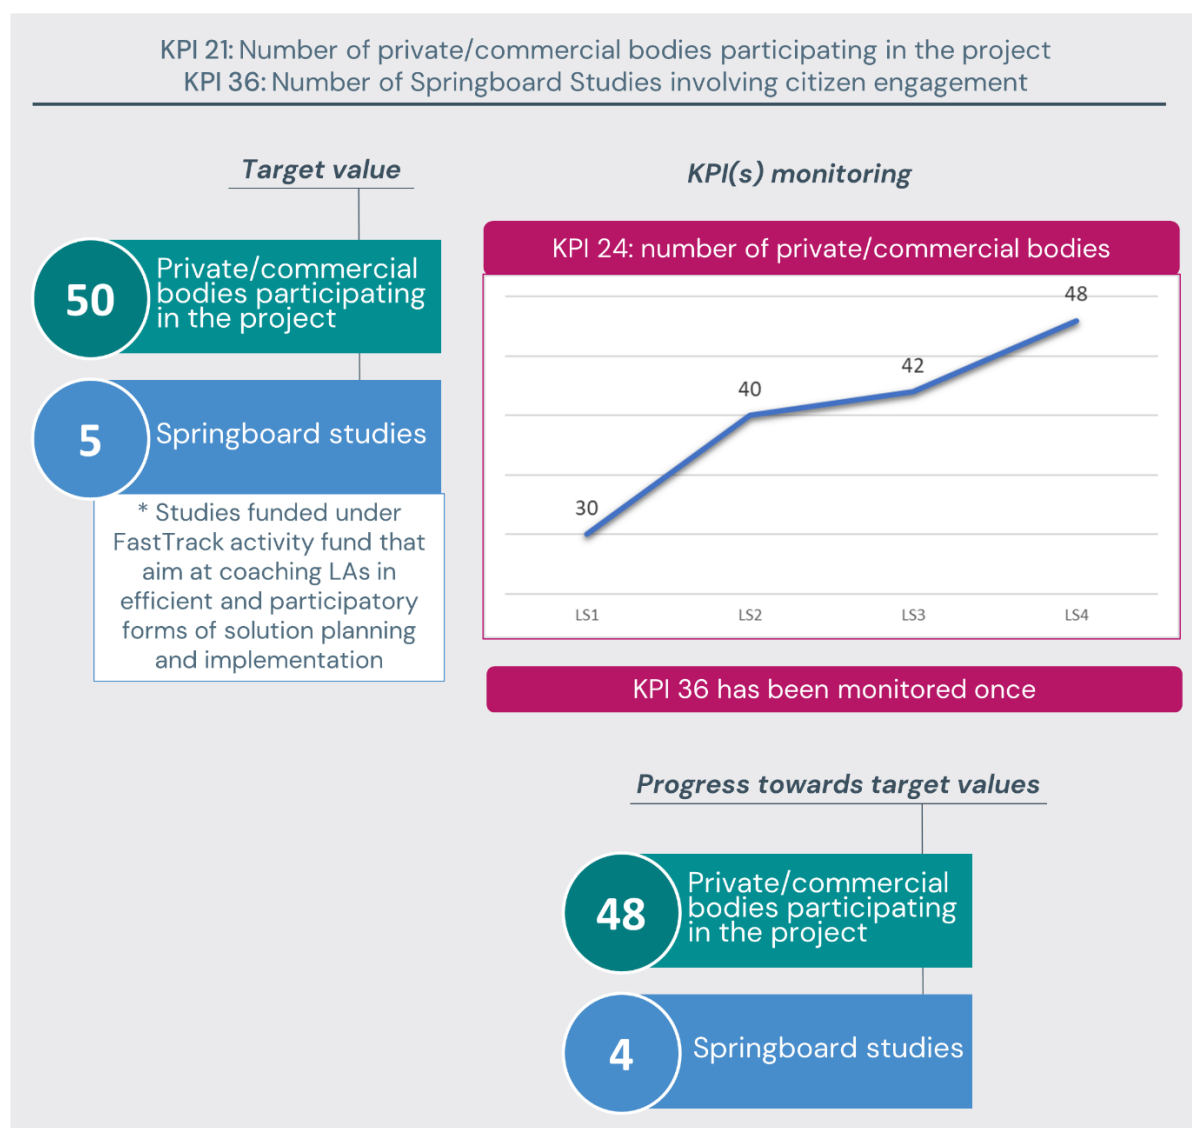 KPI 21: Number of private/commercial bodies participating in the project
KPI 36: Number of Springboard Studies involving citizen engagement
Target value
50
Private/commercial
bodies participating
in the project
5
Springboard studies
* Studies funded under
FastTrack activity fund that
aim at coaching LAs in
efficient and participatory
forms of solution planning
and implementation
KPI(s) monitoring
KPI 24: number of private/commercial bodies
30
40
42
48
LS1
LS2
LS3
LS4
KPI 36 has been monitored once
Progress towards target values
48
Private/commercial
bodies participating
in the project
4
Springboard studies